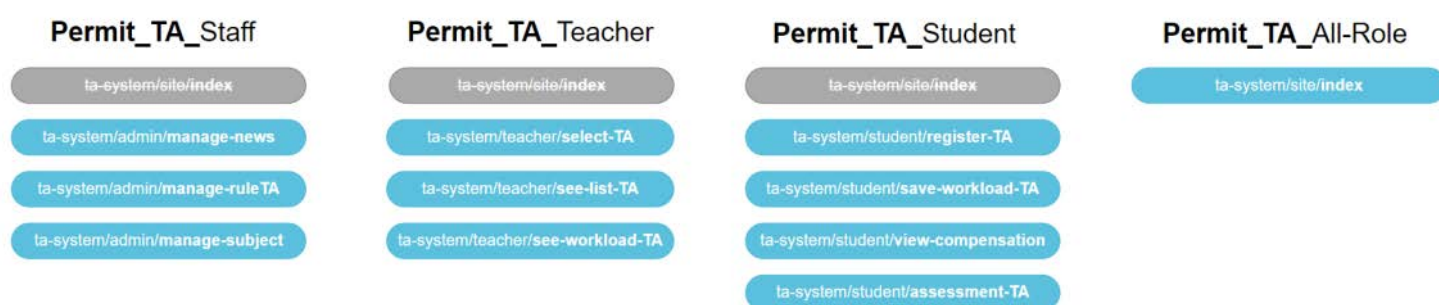 Permit_TA_Staff
ta-system/site/index
ta-system/admin/manage-news
ta-system/admin/manage-ruleTA
ta-system/admin/manage-subject
Permit_TA_Teacher
ta-system/site/index
ta-system/teacher/select-TA
ta-system/teacher/see-list-TA
ta-system/teacher/see-workload-TA
Permit_TA_Student
ta-system/site/index
ta-system/student/register-TA
ta-system/student/save-workload-TA
ta-system/student/view-compensation
ta-system/student/assessment-TA
Permit_TA_All-Role
ta-system/site/index